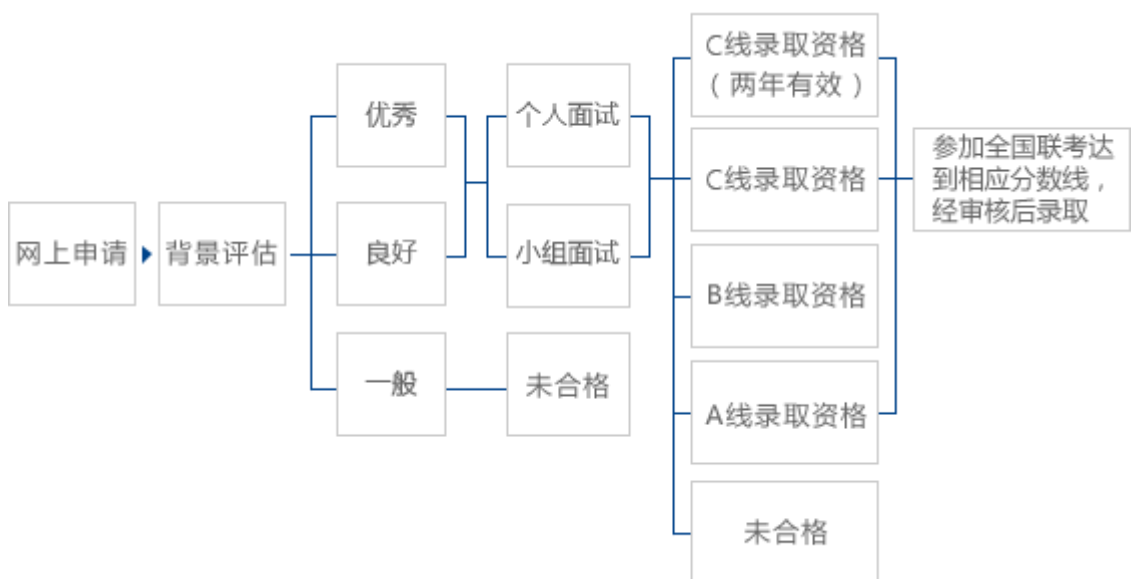 网上申请
背景评估
优秀
良好
一般
个人面试
小组面试
未合格
C线录取资格
（两年有效）
C线录取资格
B线录取资格
A线录取资格
未合格
参加全国联考达
到相应分数线，
经审核后录取